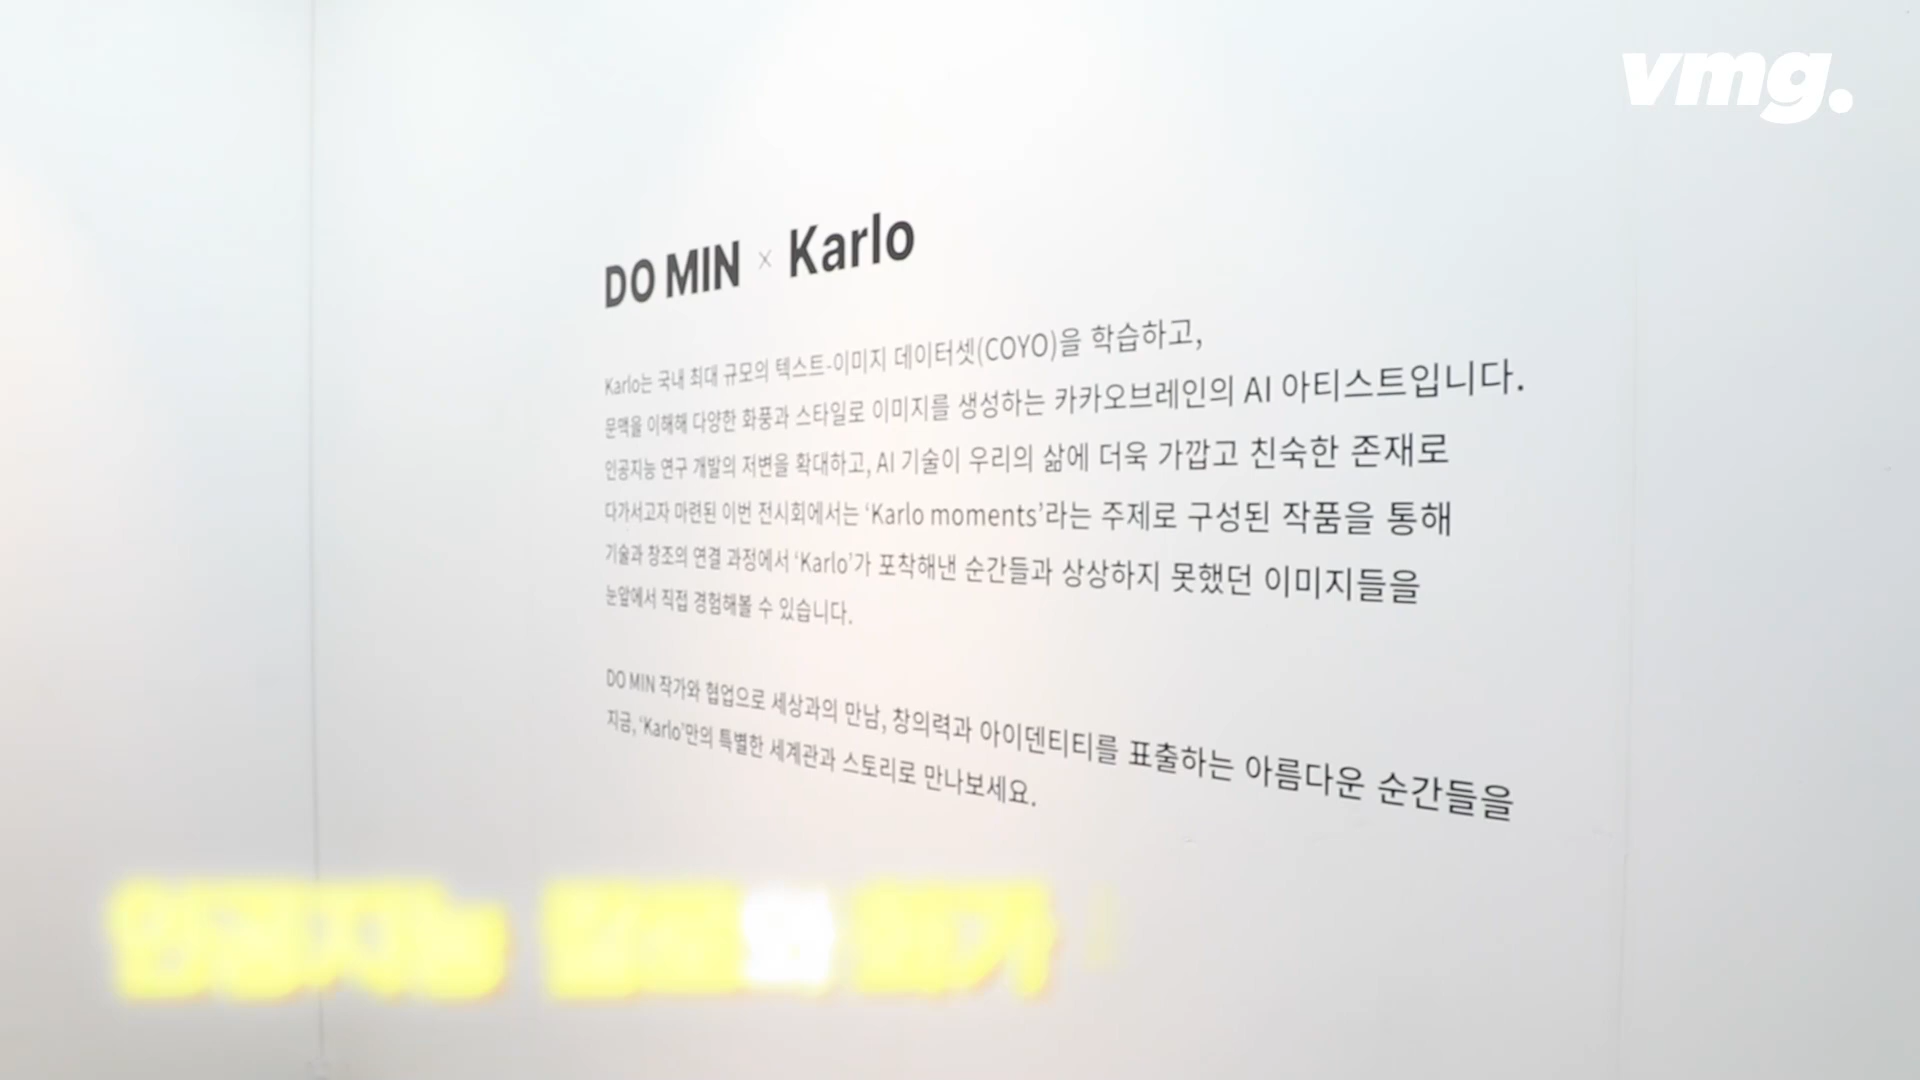 vmg.
DO MIN × Karlo
Karlo는 국내 최대 규모의 텍스트-이미지 데이터셋(COYO)을 학습하고,
문맥을 이해해 다양한 화풍과 스타일로 이미지를 생성하는 카카오브레인의 AI 아티스트입니다.
인공지능 연구 개발의 저변을 확대하고, AI 기술이 우리의 삶에 더욱 가깝고 친숙한 존재로
다가서고자 마련된 이번 전시회에서는 ‘Karlo moments’라는 주제로 구성된 작품을 통해
기술과 창조의 연결 과정에서 ‘Karlo’가 포착해낸 순간들과 상상하지 못했던 이미지들을
눈앞에서 직접 경험해볼 수 있습니다.
DO MIN 작가와 협업으로 세상과의 만남, 창의력과 아이덴티티를 표출하는 아름다운 순간들을
지금, ‘Karlo’만의 특별한 세계관과 스토리로 만나보세요.
인공지능